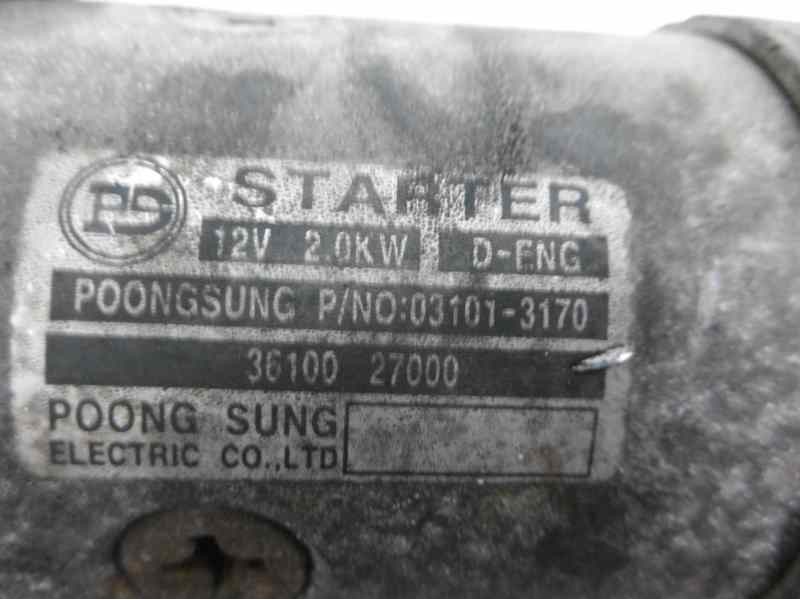 PS STARTER
12V 2.0KW D-ENG
POONGSUNG P/NO:03101-3170
36100 27000
POONG SUNG
ELECTRIC CO.,LTD